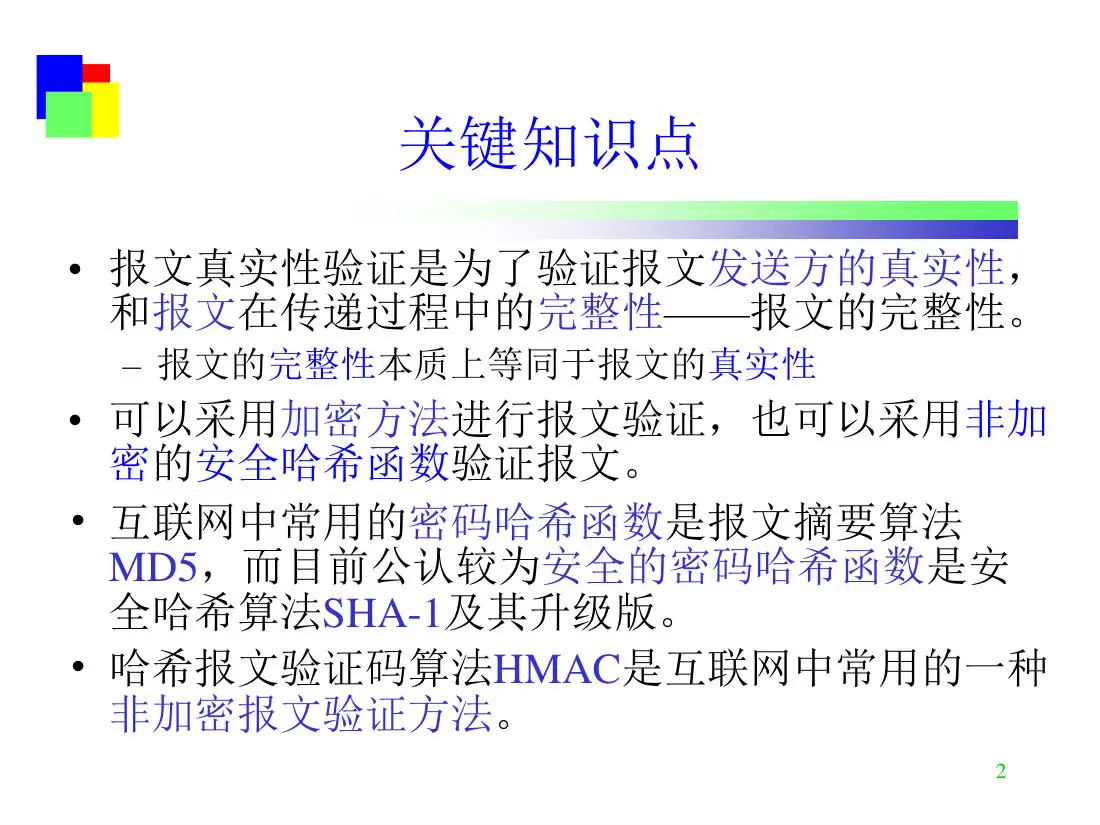 关键知识点
• 报文真实性验证是为了验证报文发送方的真实性，
和报文在传递过程中的完整性——报文的完整性。
– 报文的完整性本质上等同于报文的真实性
• 可以采用加密方法进行报文验证，也可以采用非加
密的安全哈希函数验证报文。
• 互联网中常用的密码哈希函数是报文摘要算法
MD5，而目前公认较为安全的密码哈希函数是安
全哈希算法SHA-1及其升级版。
• 哈希报文验证码算法HMAC是互联网中常用的一种
非加密报文验证方法。
2